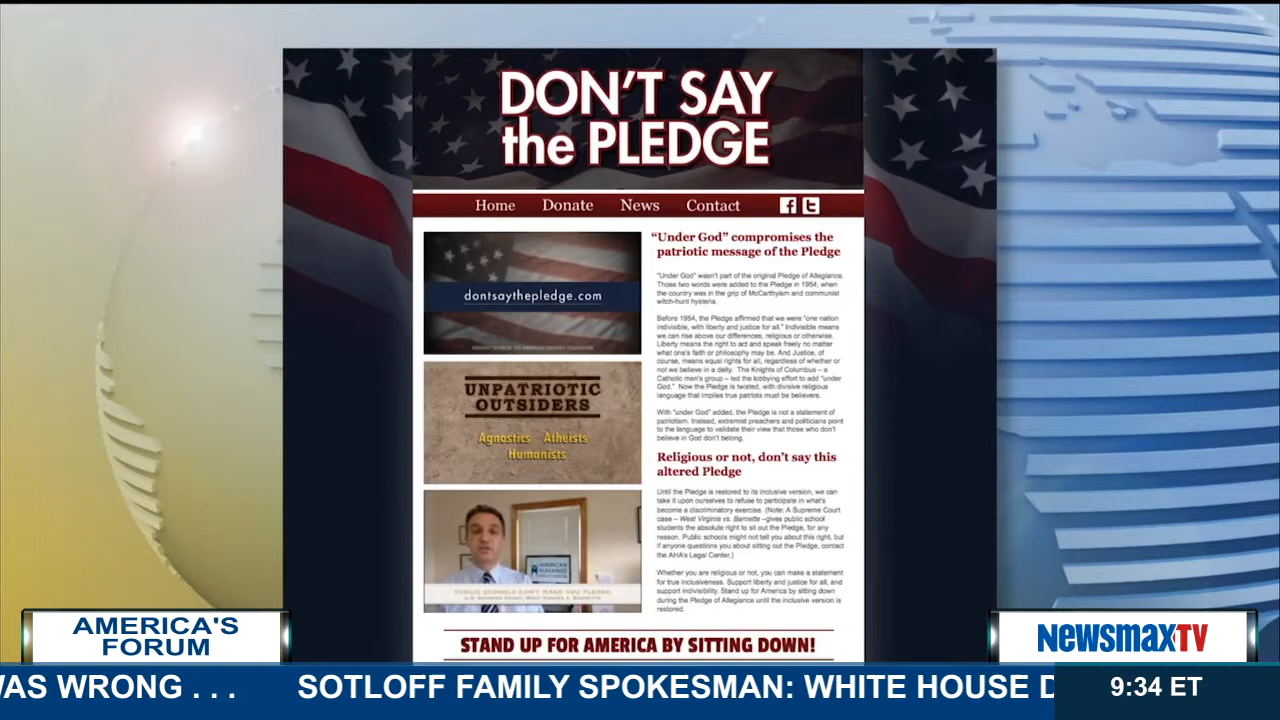 DON'T SAY
the PLEDGE
Home Donate News Contact
dontsaythepledge.com
UNPATRIOTIC
OUTSIDERS
Agnostics Atheists
Humanists
AMERICAN
HUMANIST
ASSOCIATION
PUBLIC SCHOOLS CAN'T MAKE YOU PLEDGE
“Under God” compromises the
patriotic message of the Pledge
"Under God" wasn't part of the original Pledge of Allegiance.
Those two words were added to the Pledge in 1954, when
the country was in the grip of McCarthyism and communist
witch-hunt hysteria.
Before 1954, the Pledge affirmed that we were "one nation
indivisible, with liberty and justice for all." Indivisible means
we can rise above our differences, religious or otherwise.
Liberty means the right to act and speak freely no matter
what one's faith or philosophy may be. And Justice, of
course, means equal rights for all, regardless of whether or
not we believe in a deity. The Knights of Columbus – a
Catholic men's group – led the lobbying effort to add "under
God." Now the Pledge is twisted, with divisive religious
language that implies true patriots must be believers.
With "under God" added, the Pledge is not a statement of
patriotism. Instead, extremist preachers and politicians point
to the language to validate their view that those who don't
believe in God don't belong.
Religious or not, don't say this
altered Pledge
Until the Pledge is restored to its inclusive version, we can
take it upon ourselves to refuse to participate in what's
become a discriminatory exercise. (Note: A Supreme Court
case – West Virginia vs. Barnette –gives public school
students the absolute right to sit out the Pledge, for any
reason. Public schools might not tell you about this right, but
if anyone questions you about sitting out the Pledge, contact
the AHA's Legal Center.)
Whether you are religious or not, you can make a statement
for true inclusiveness. Support liberty and justice for all, and
support indivisibility. Stand up for America by sitting down
during the Pledge of Allegiance until the inclusive version is
restored.
STAND UP FOR AMERICA BY SITTING DOWN!
AMERICA'S
FORUM
NEWSMAXTV
WAS WRONG . . . SOTLOFF FAMILY SPOKESMAN: WHITE HOUSE D
9:34 ET